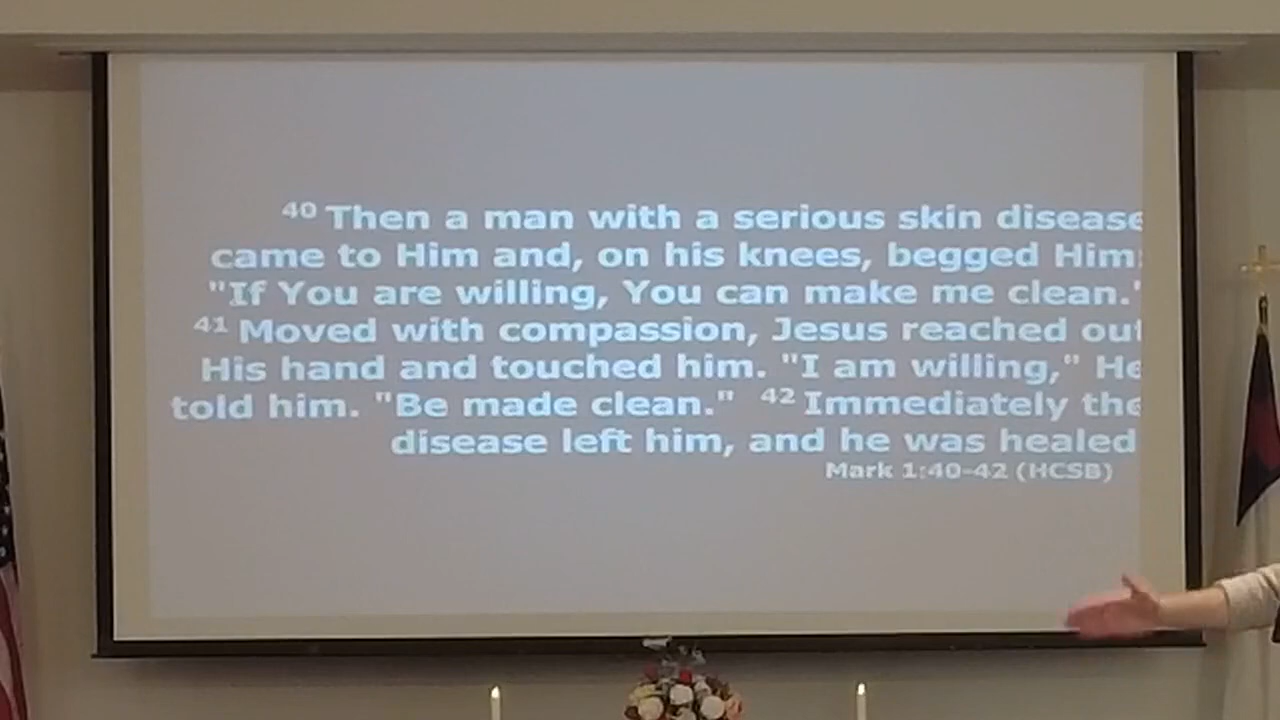 40 Then a man with a serious skin disease
came to Him and, on his knees, begged Him:
"If You are willing, You can make me clean."
41 Moved with compassion, Jesus reached out
His hand and touched him. "I am willing," He
told him. "Be made clean." 42 Immediately the
disease left him, and he was healed
Mark 1:40-42 (HCSB)